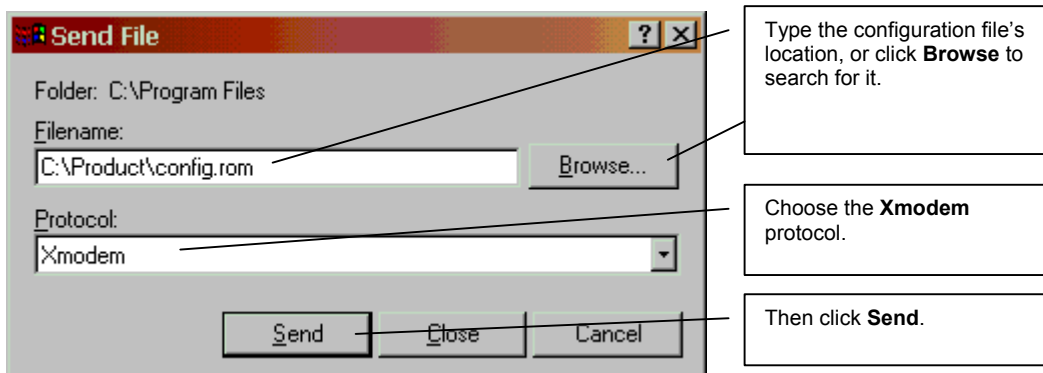 Send File
Folder: C:\Program Files
Filename:
C:\Product\config.rom
Browse...
Protocol:
Xmodem
Send
Close
Cancel
Type the configuration file’s
location, or click Browse to
search for it.
Choose the Xmodem
protocol.
Then click Send.